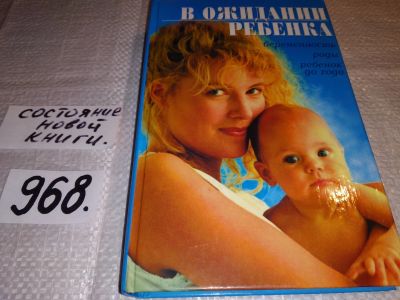 В ОЖИДАНИИ
РЕБЕНКА
беременность
роды
ребенок
до года
состояние
новой
книги.
968.